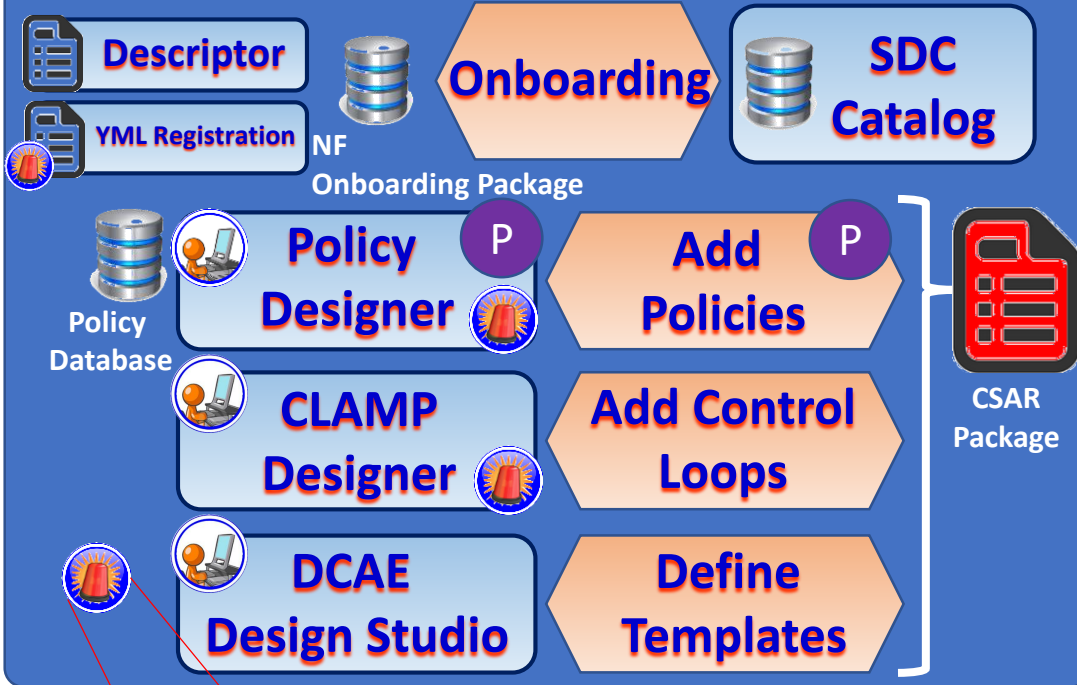 Descriptor
YML Registration
NF
Onboarding Package
Onboarding
SDC
Catalog
Policy
Database
Policy
Designer
P
Add
Policies
P
CLAMP
Designer
Add Control
Loops
DCAE
Design Studio
Define
Templates
CSAR
Package